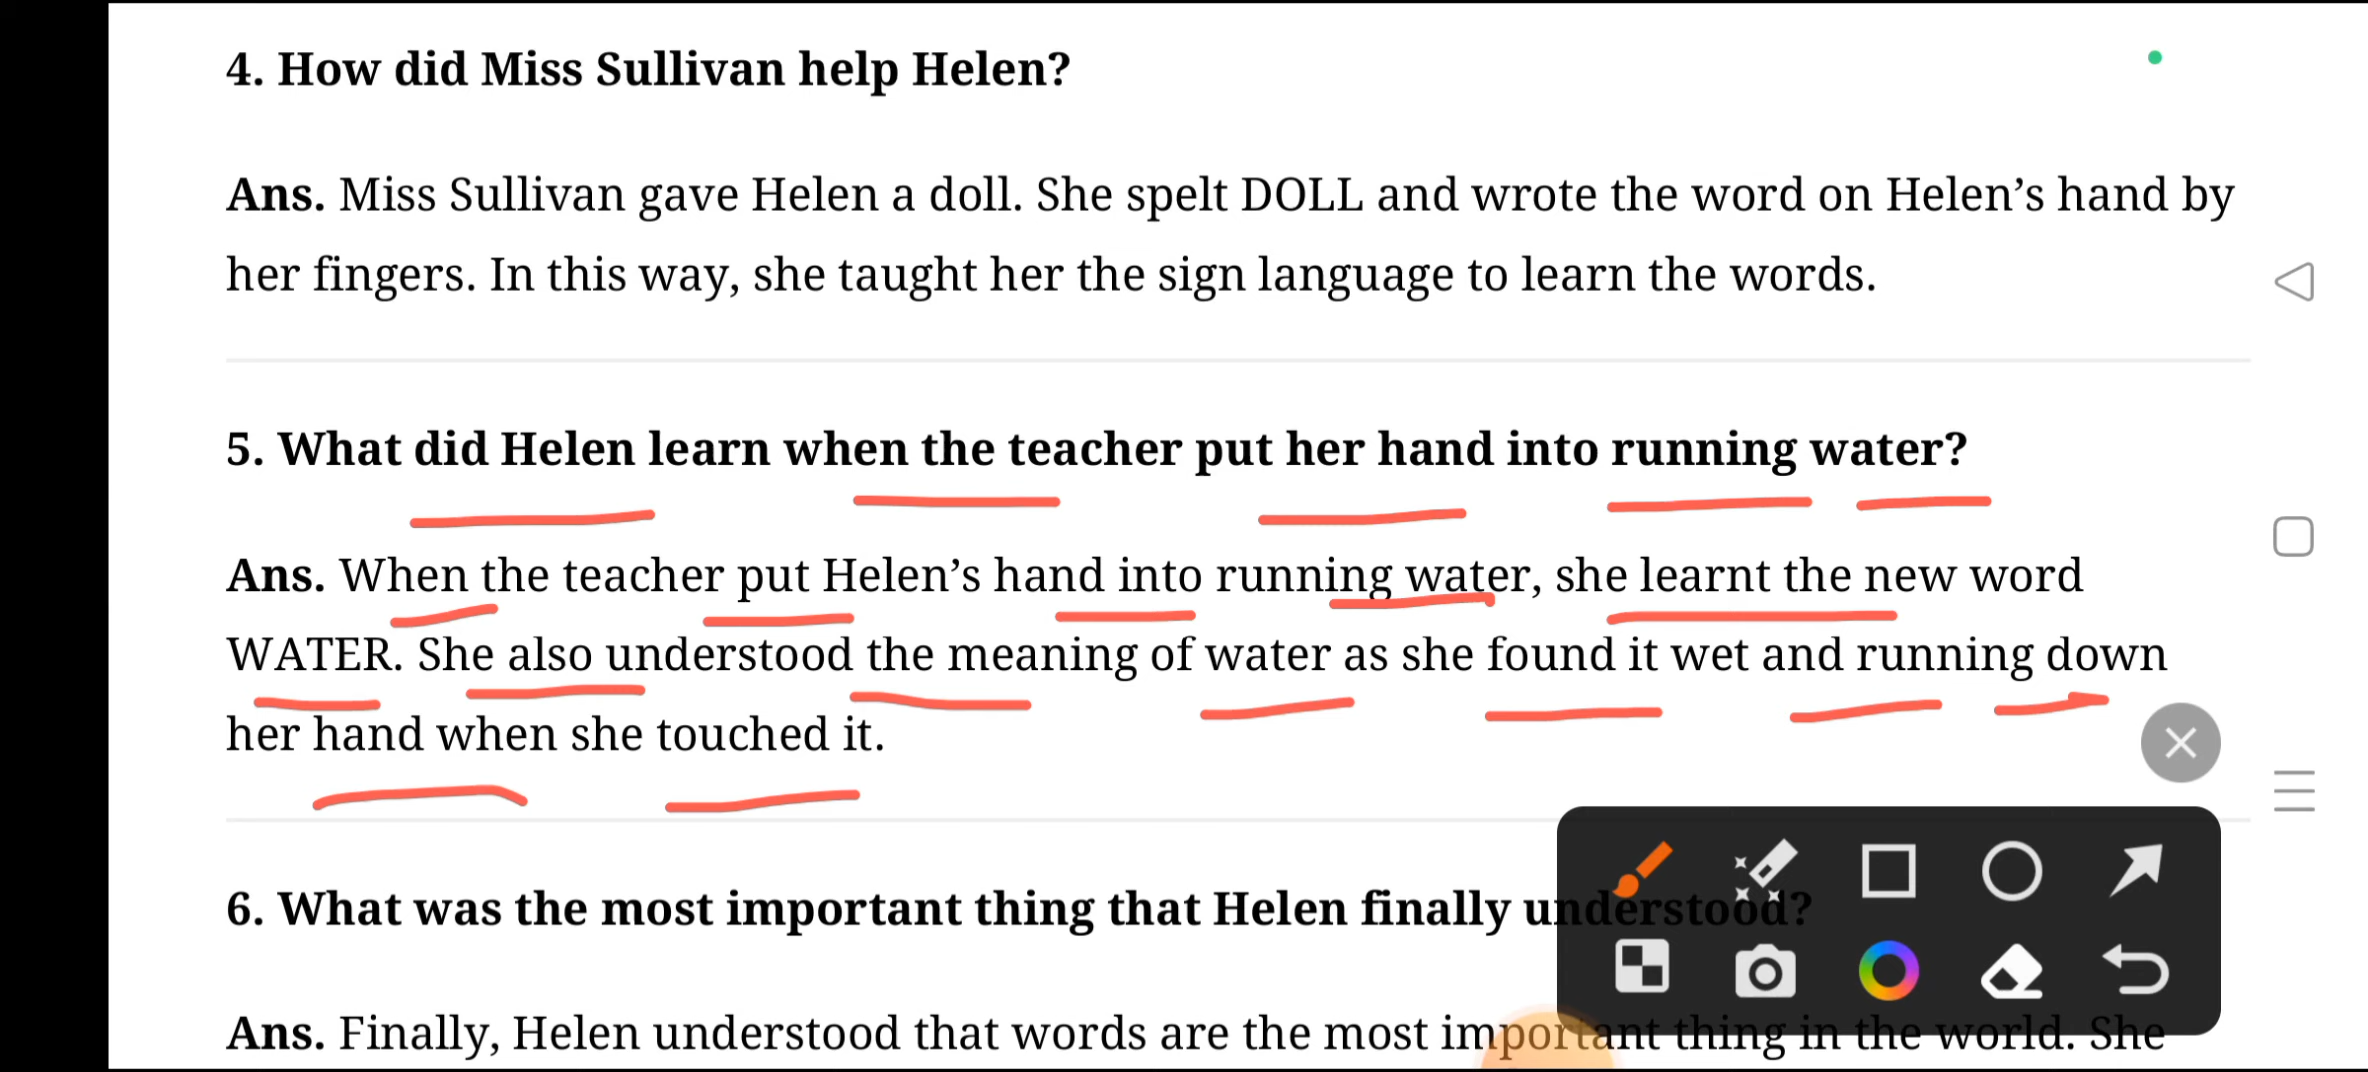 4. How did Miss Sullivan help Helen?
Ans. Miss Sullivan gave Helen a doll. She spelt DOLL and wrote the word on Helen’s hand by
her fingers. In this way, she taught her the sign language to learn the words.
5. What did Helen learn when the teacher put her hand into running water?
Ans. When the teacher put Helen’s hand into running water, she learnt the new word
WATER. She also understood the meaning of water as she found it wet and running down
her hand when she touched it.
6. What was the most important thing that Helen finally understood?
Ans. Finally, Helen understood that words are the most important thing in the world. She